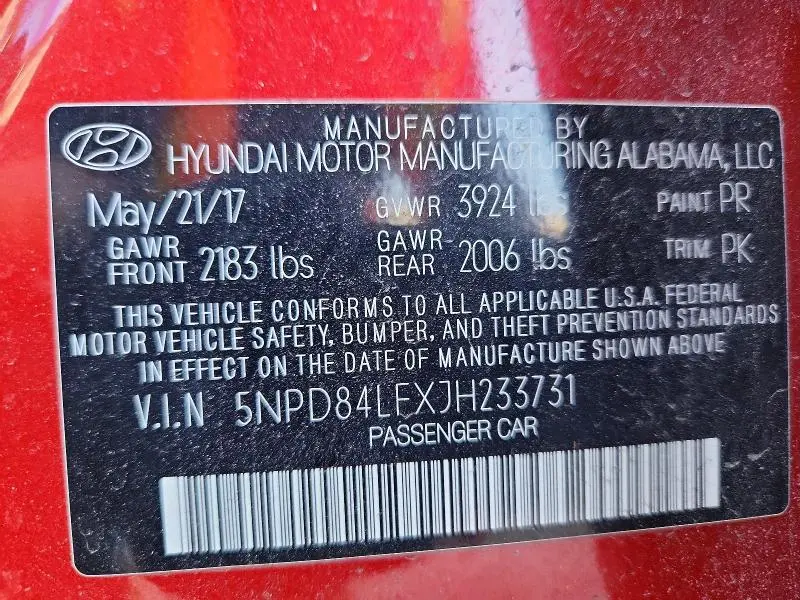 MANUFACTURED BY
HYUNDAI MOTOR MANUFACTURING ALABAMA, LLC
May/21/17 GVWR 3924 lbs PAINT PR
GAWR FRONT 2183 lbs GAWR REAR 2006 lbs TRIM PK
THIS VEHICLE CONFORMS TO ALL APPLICABLE U.S.A. FEDERAL
MOTOR VEHICLE SAFETY, BUMPER, AND THEFT PREVENTION STANDARDS
IN EFFECT ON THE DATE OF MANUFACTURE SHOWN ABOVE
V.I.N 5NPD84LFXJH233731
PASSENGER CAR